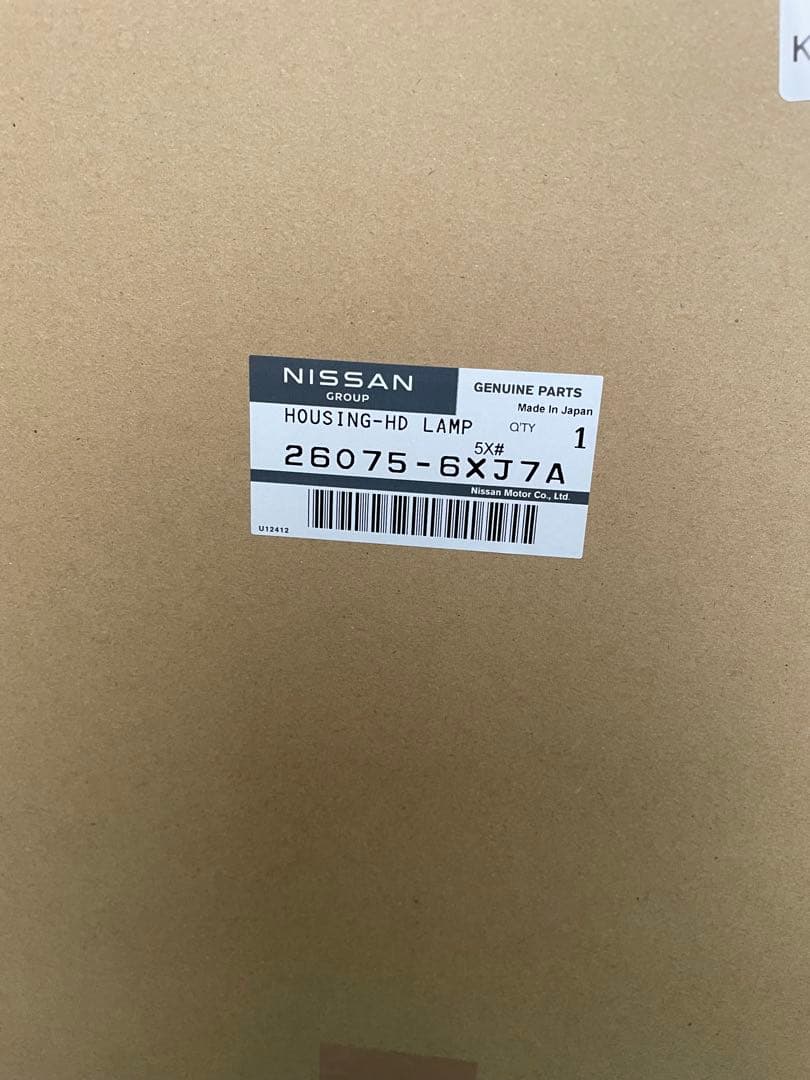 K
NISSAN
GROUP
GENUINE PARTS
Made In Japan
HOUSING-HD LAMP
Q'TY
1
5X#
26075-6XJ7A
Nissan Motor Co., Ltd.
U12412